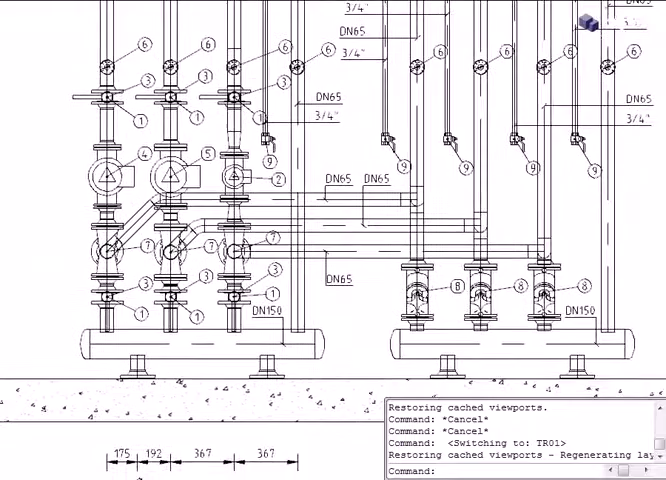 3/4"
DN65
6 6 6 6 6 6
3/4"
3 3 3
DN65 DN65
1 1 1 3/4" 3/4"
9 9 9 9 9
4 5 2
DN65 DN65
7 7 7
3 3 3 DN65
1 1 1 8 8 8
DN150 DN150
Restoring cached viewports.
Command: *Cancel*
Command: *Cancel*
Command:  <Switching to: TR01>
Restoring cached viewports - Regenerating lay
Command:
175 192 367 367